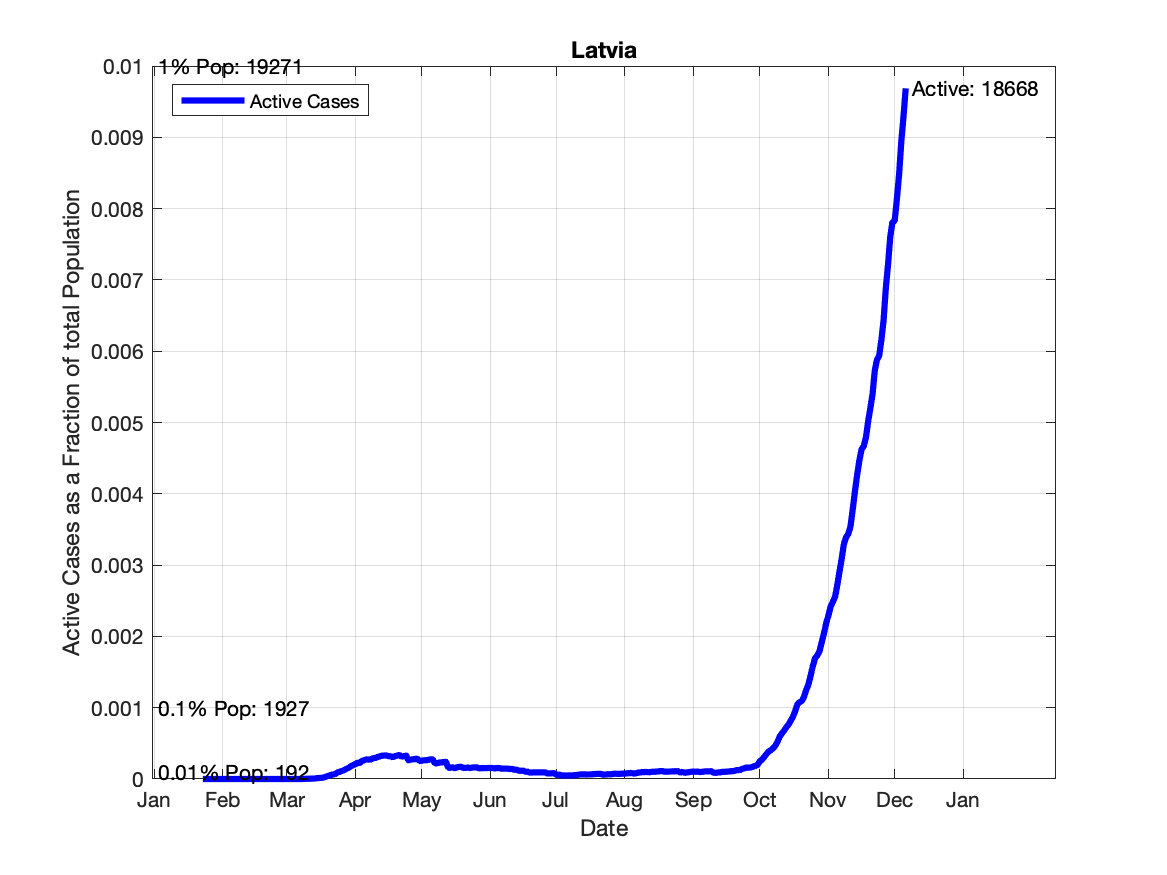 Latvia
1% Pop: 19271
Active Cases
Active: 18668
0.1% Pop: 1927
0.01% Pop: 192
Active Cases as a Fraction of total Population
0.01
0.009
0.008
0.007
0.006
0.005
0.004
0.003
0.002
0.001
0
Jan Feb Mar Apr May Jun Jul Aug Sep Oct Nov Dec Jan
Date